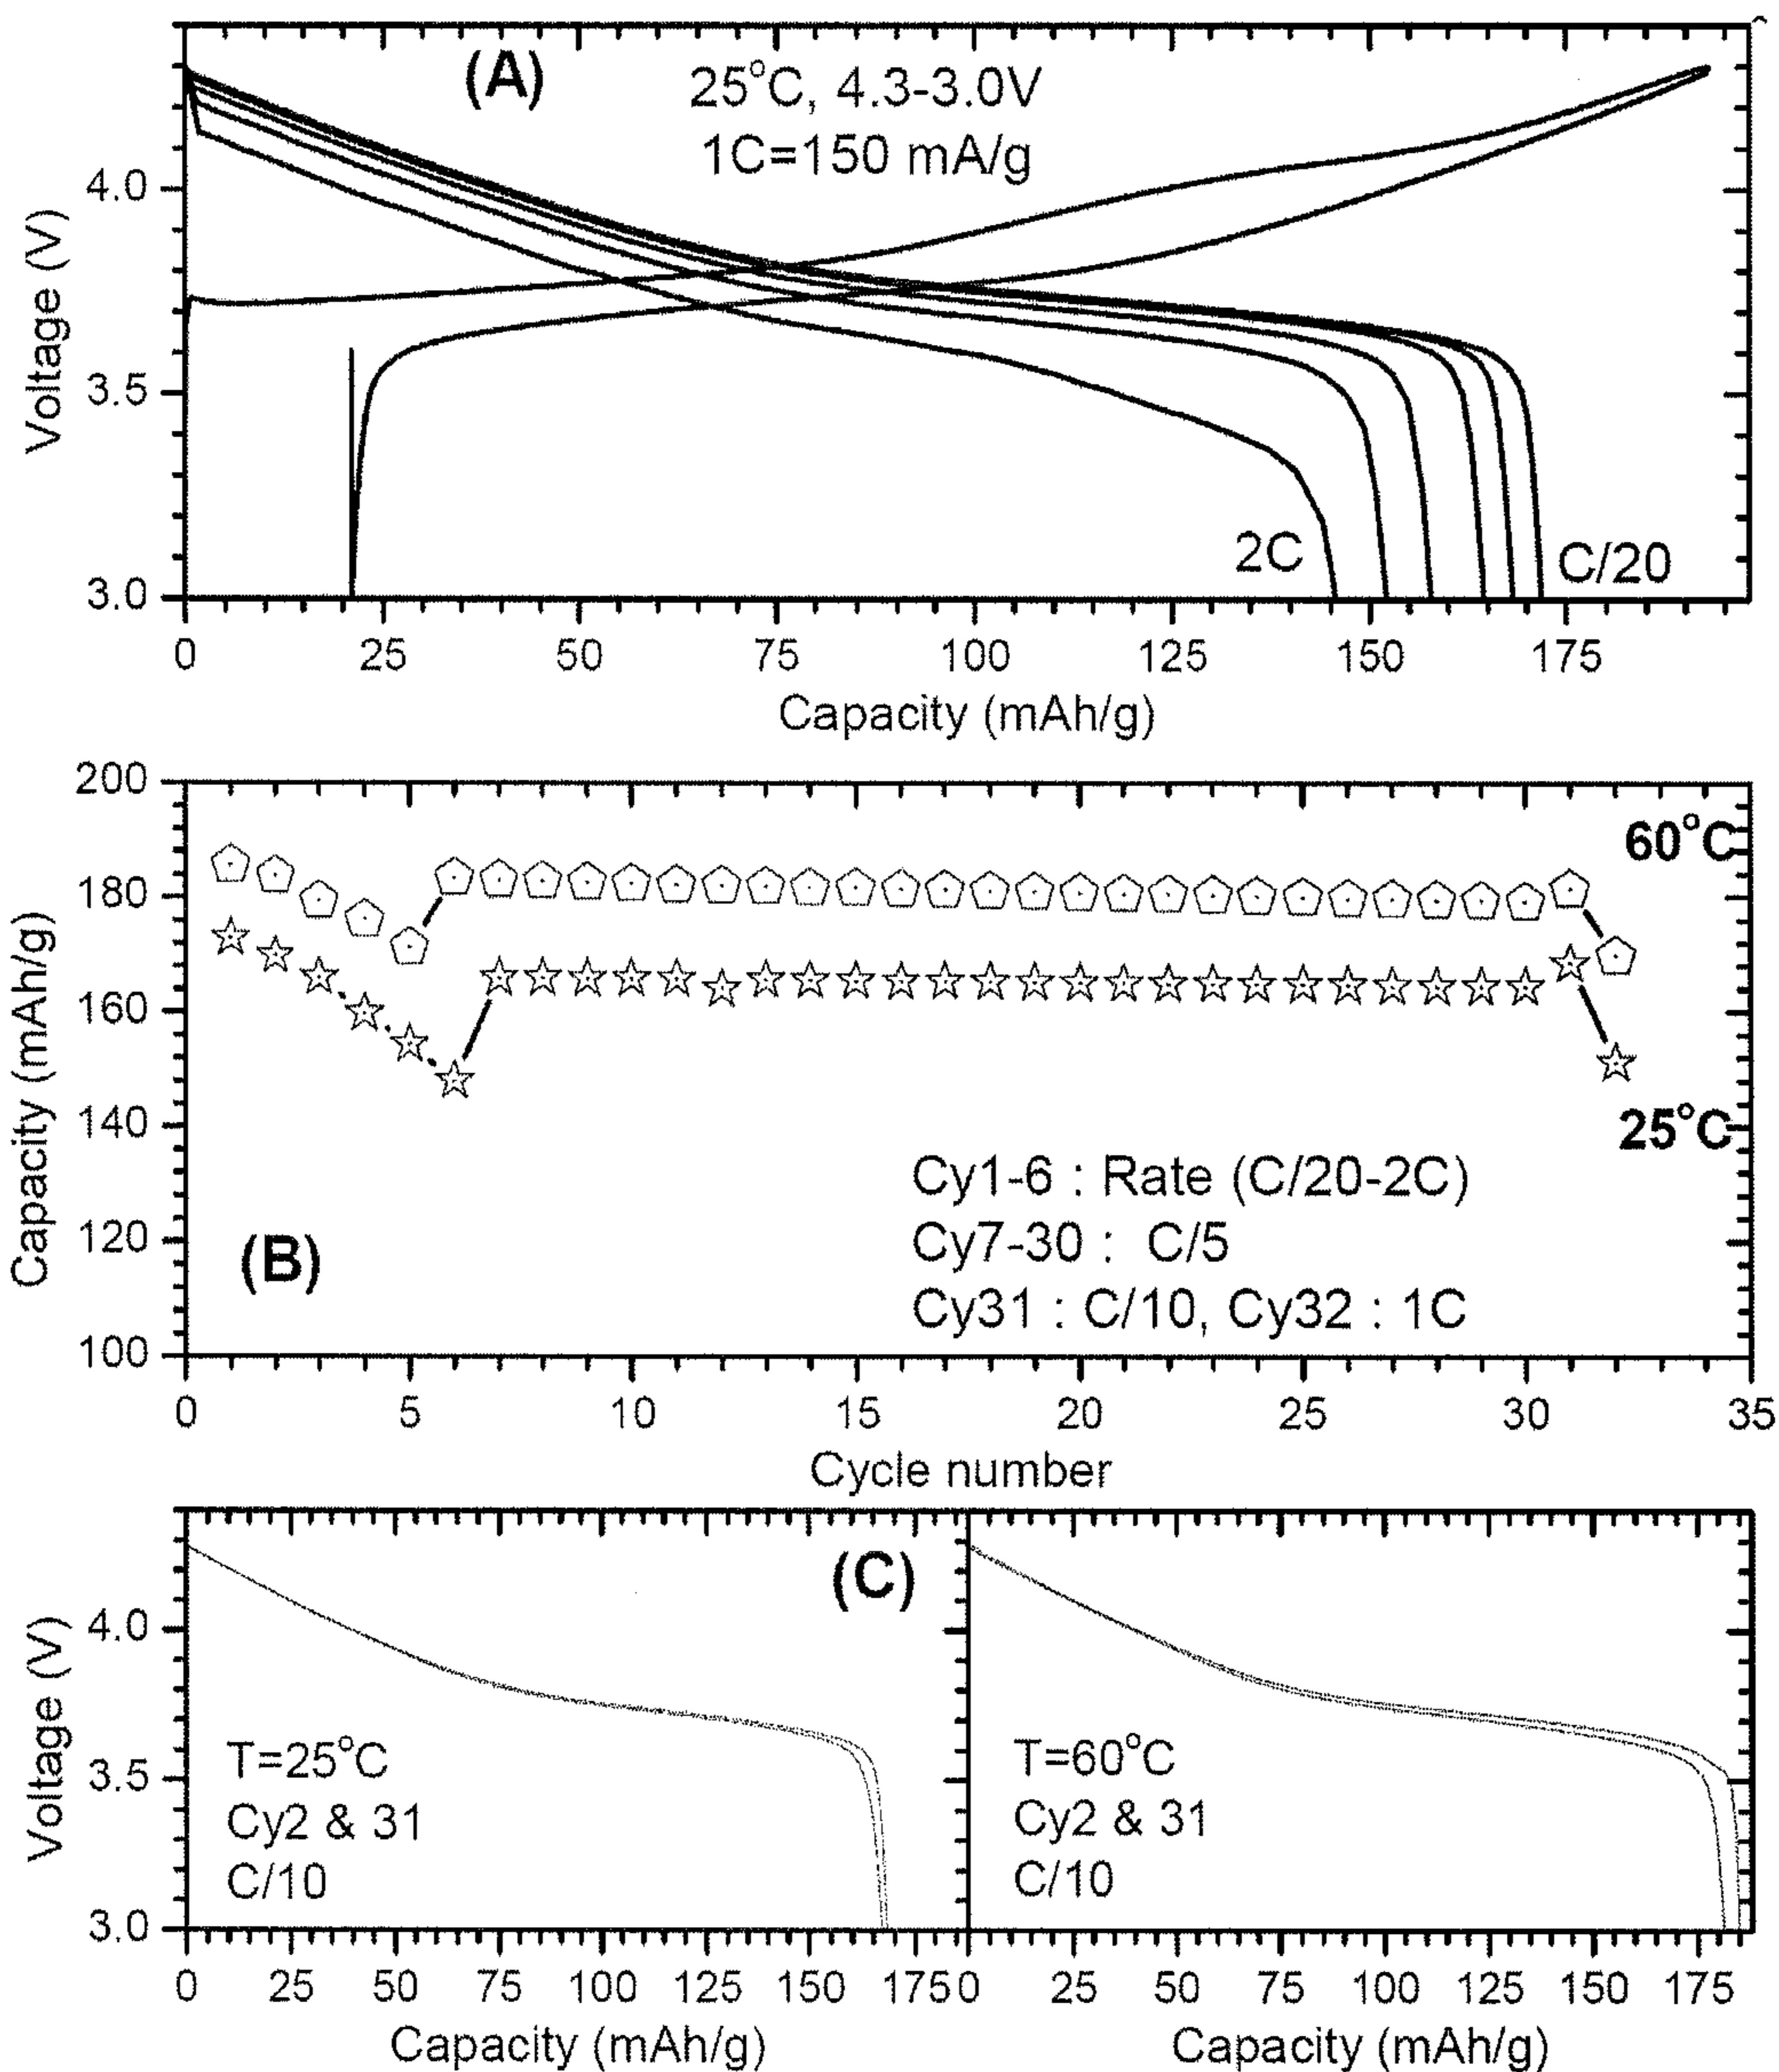 (A)
25°C, 4.3-3.0V
1C=150 mA/g
Voltage (V)
4.0
3.5
3.0
2C
C/20
0 25 50 75 100 125 150 175
Capacity (mAh/g)
200
180
160
140
120
100
Capacity (mAh/g)
60°C
25°C
Cy1-6 : Rate (C/20-2C)
Cy7-30 : C/5
Cy31 : C/10, Cy32 : 1C
(B)
0 5 10 15 20 25 30 35
Cycle number
(C)
Voltage (V)
4.0
3.5
3.0
T=25°C
Cy2 & 31
C/10
T=60°C
Cy2 & 31
C/10
0 25 50 75 100 125 150 175 0 25 50 75 100 125 150 175
Capacity (mAh/g) Capacity (mAh/g)